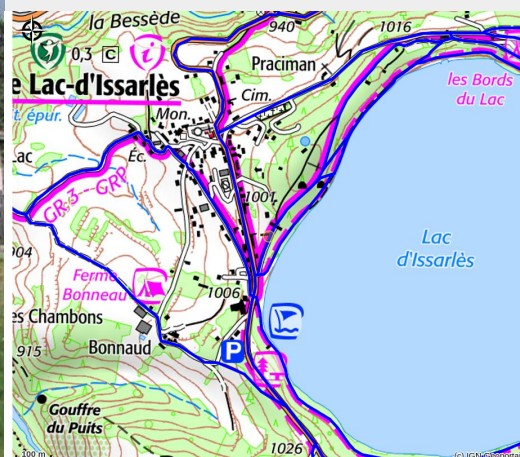 la Bessède
940
1016
0,3 C i
Praciman
e Lac-d'Issarlès
les Bords
du Lac
t. épur.
Mon.
Cim.
Lac
Éc.
GR 3 - GRP
1001
Lac
d'Issarlès
904
Ferme
Bonneau
1006
es Chambons
P
915
Bonnaud
Gouffre
du Puits
1026
100 m